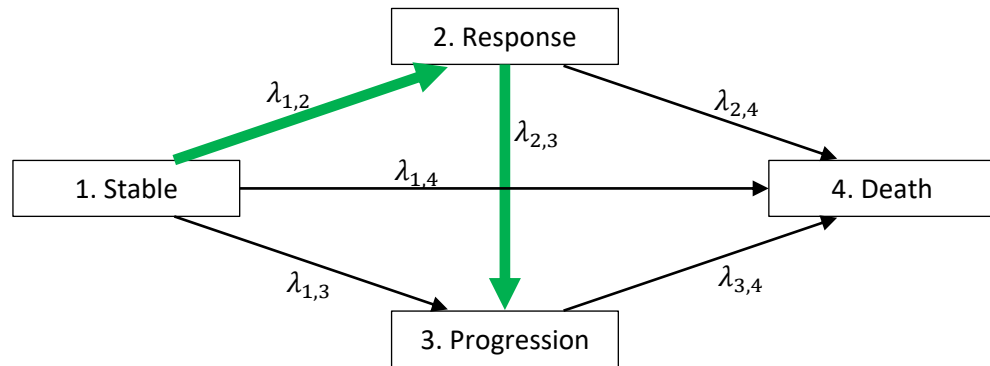 2. Response
λ1,2
λ2,4
λ2,3
1. Stable
λ1,4
4. Death
λ1,3
λ3,4
3. Progression